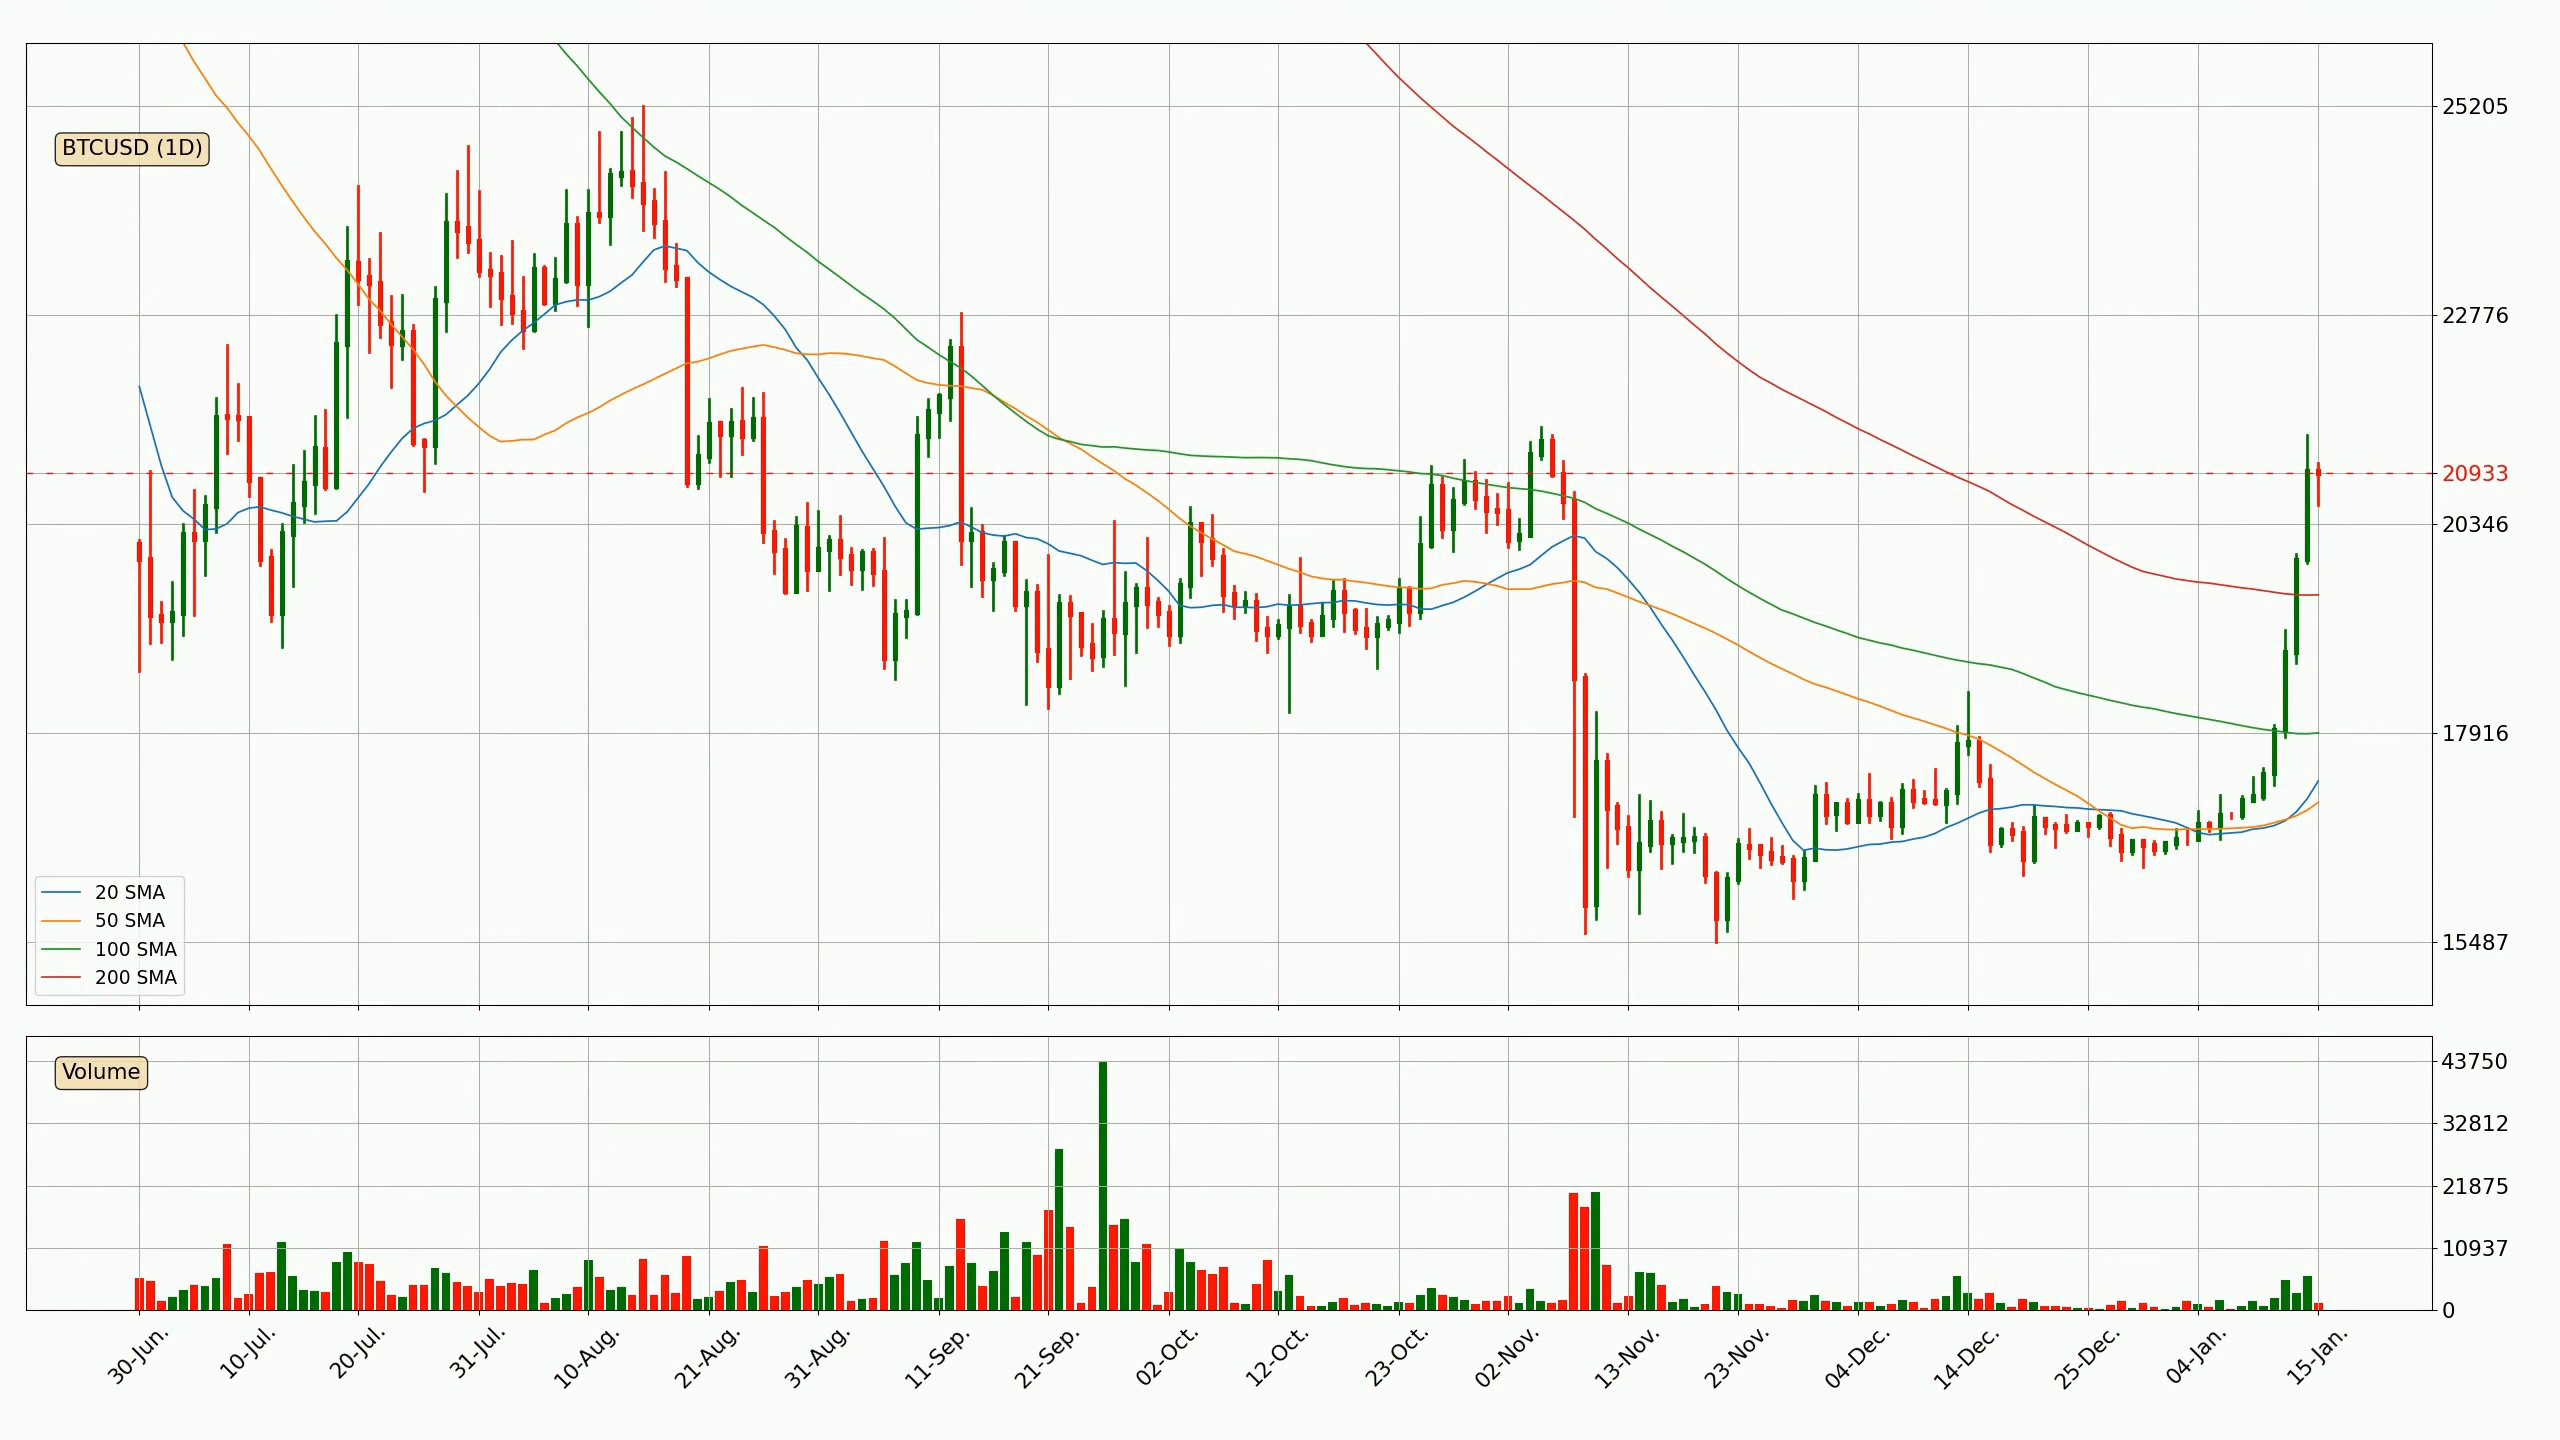 BTCUSD (1D)
25205
22776
20933
20346
17916
15487
20 SMA
50 SMA
100 SMA
200 SMA
Volume
43750
32812
21875
10937
0
30-Jun.
10-Jul.
20-Jul.
31-Jul.
10-Aug.
21-Aug.
31-Aug.
11-Sep.
21-Sep.
02-Oct.
12-Oct.
23-Oct.
02-Nov.
13-Nov.
23-Nov.
04-Dec.
14-Dec.
25-Dec.
04-Jan.
15-Jan.